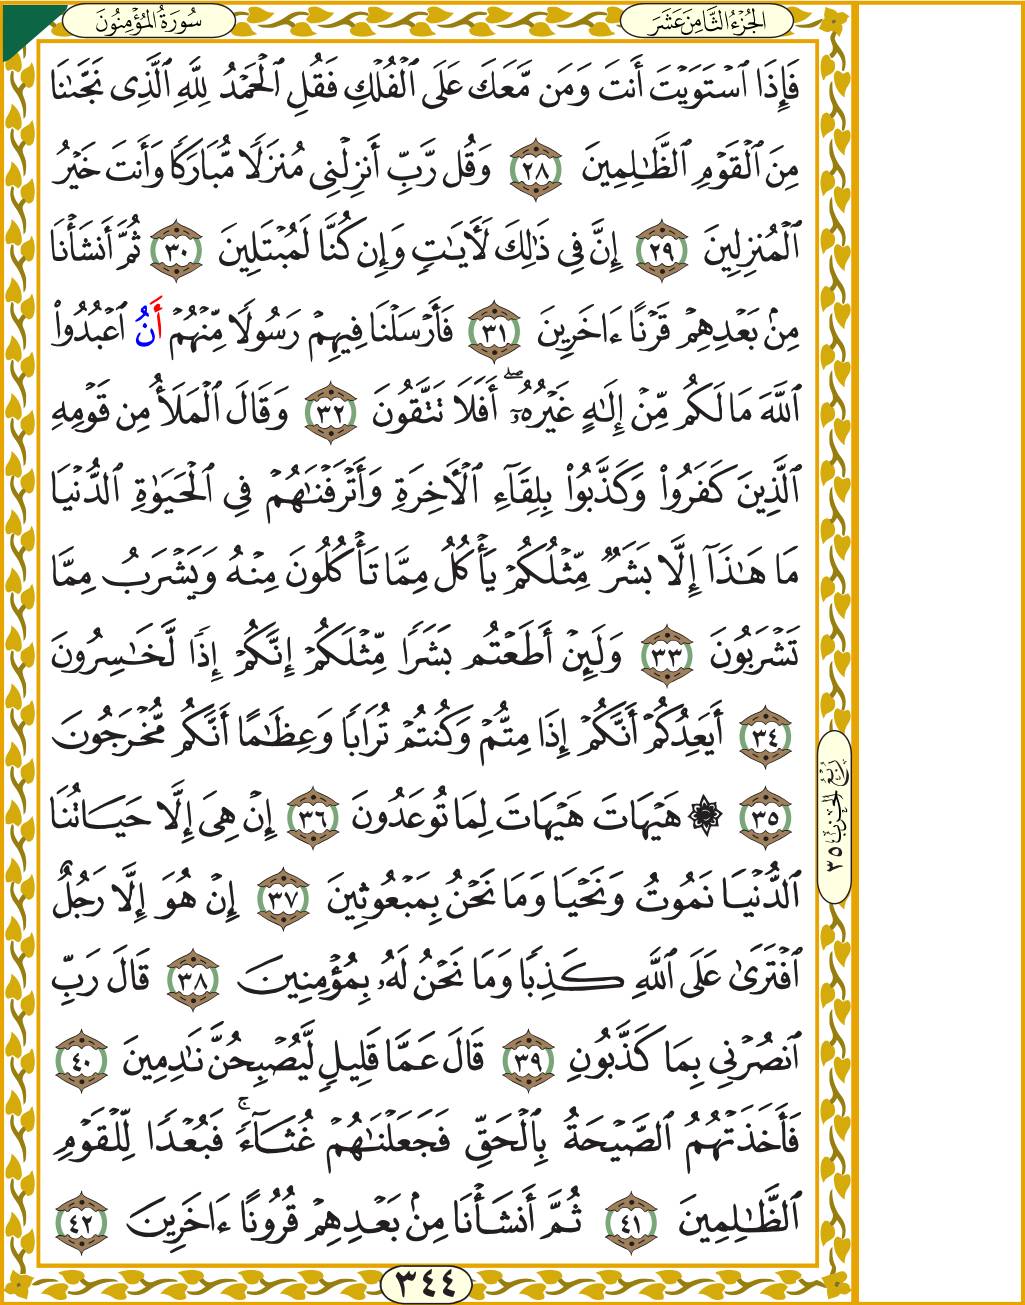 سُورَةُ المُؤْمِنُونَ
الجُزْءُ الثَّامِنَ عَشَرَ
فَإِذَا ٱسْتَوَيْتَ أَنتَ وَمَن مَّعَكَ عَلَى ٱلْفُلْكِ فَقُلِ ٱلْحَمْدُ لِلَّهِ ٱلَّذِى نَجَّىٰنَا
مِنَ ٱلْقَوْمِ ٱلظَّٰلِمِينَ ٢٨ وَقُل رَّبِّ أَنزِلْنِى مُنزَلًا مُّبَارَكًا وَأَنتَ خَيْرُ
ٱلْمُنزِلِينَ ٢٩ إِنَّ فِى ذَٰلِكَ لَأَيَٰتٍ وَإِن كُنَّا لَمُبْتَلِينَ ٣٠ ثُمَّ أَنشَأْنَا
مِنۢ بَعْدِهِمْ قَرْنًا ءَاخَرِينَ ٣١ فَأَرْسَلْنَا فِيهِمْ رَسُولًا مِّنْهُمْ أَنُ ٱعْبُدُوا۟
ٱللَّهَ مَا لَكُم مِّنْ إِلَٰهٍ غَيْرُهُۥٓ ۖ أَفَلَا تَتَّقُونَ ٣٢ وَقَالَ ٱلْمَلَأُ مِن قَوْمِهِ
ٱلَّذِينَ كَفَرُوا۟ وَكَذَّبُوا۟ بِلِقَآءِ ٱلْأَخِرَةِ وَأَتْرَفْنَٰهُمْ فِى ٱلْحَيَوٰةِ ٱلدُّنْيَا
مَا هَٰذَآ إِلَّا بَشَرٌ مِّثْلُكُمْ يَأْكُلُ مِمَّا تَأْكُلُونَ مِنْهُ وَيَشْرَبُ مِمَّا
تَشْرَبُونَ ٣٣ وَلَئِنْ أَطَعْتُم بَشَرًا مِّثْلَكُمْ إِنَّكُمْ إِذًا لَّخَٰسِرُونَ
٣٤ أَيَعِدُكُمْ أَنَّكُمْ إِذَا مِتُّمْ وَكُنتُمْ تُرَابًا وَعِظَٰمًا أَنَّكُم مُّخْرَجُونَ
٣٥ ۞ هَيْهَاتَ هَيْهَاتَ لِمَا تُوعَدُونَ ٣٦ إِنْ هِىَ إِلَّا حَيَاتُنَا
ٱلدُّنْيَا نَمُوتُ وَنَحْيَا وَمَا نَحْنُ بِمَبْعُوثِينَ ٣٧ إِنْ هُوَ إِلَّا رَجُلٌ
ٱفْتَرَىٰ عَلَى ٱللَّهِ كَذِبًا وَمَا نَحْنُ لَهُۥ بِمُؤْمِنِينَ ٣٨ قَالَ رَبِّ
ٱنصُرْنِى بِمَا كَذَّبُونِ ٣٩ قَالَ عَمَّا قَلِيلٍ لَّيُصْبِحُنَّ نَٰدِمِينَ ٤٠
فَأَخَذَتْهُمُ ٱلصَّيْحَةُ بِٱلْحَقِّ فَجَعَلْنَٰهُمْ غُثَآءً ۚ فَبُعْدًا لِّلْقَوْمِ
ٱلظَّٰلِمِينَ ٤١ ثُمَّ أَنشَأْنَا مِنۢ بَعْدِهِمْ قُرُونًا ءَاخَرِينَ ٤٢
رُبْعُ الحِزْبِ ٣٥
٣٤٤